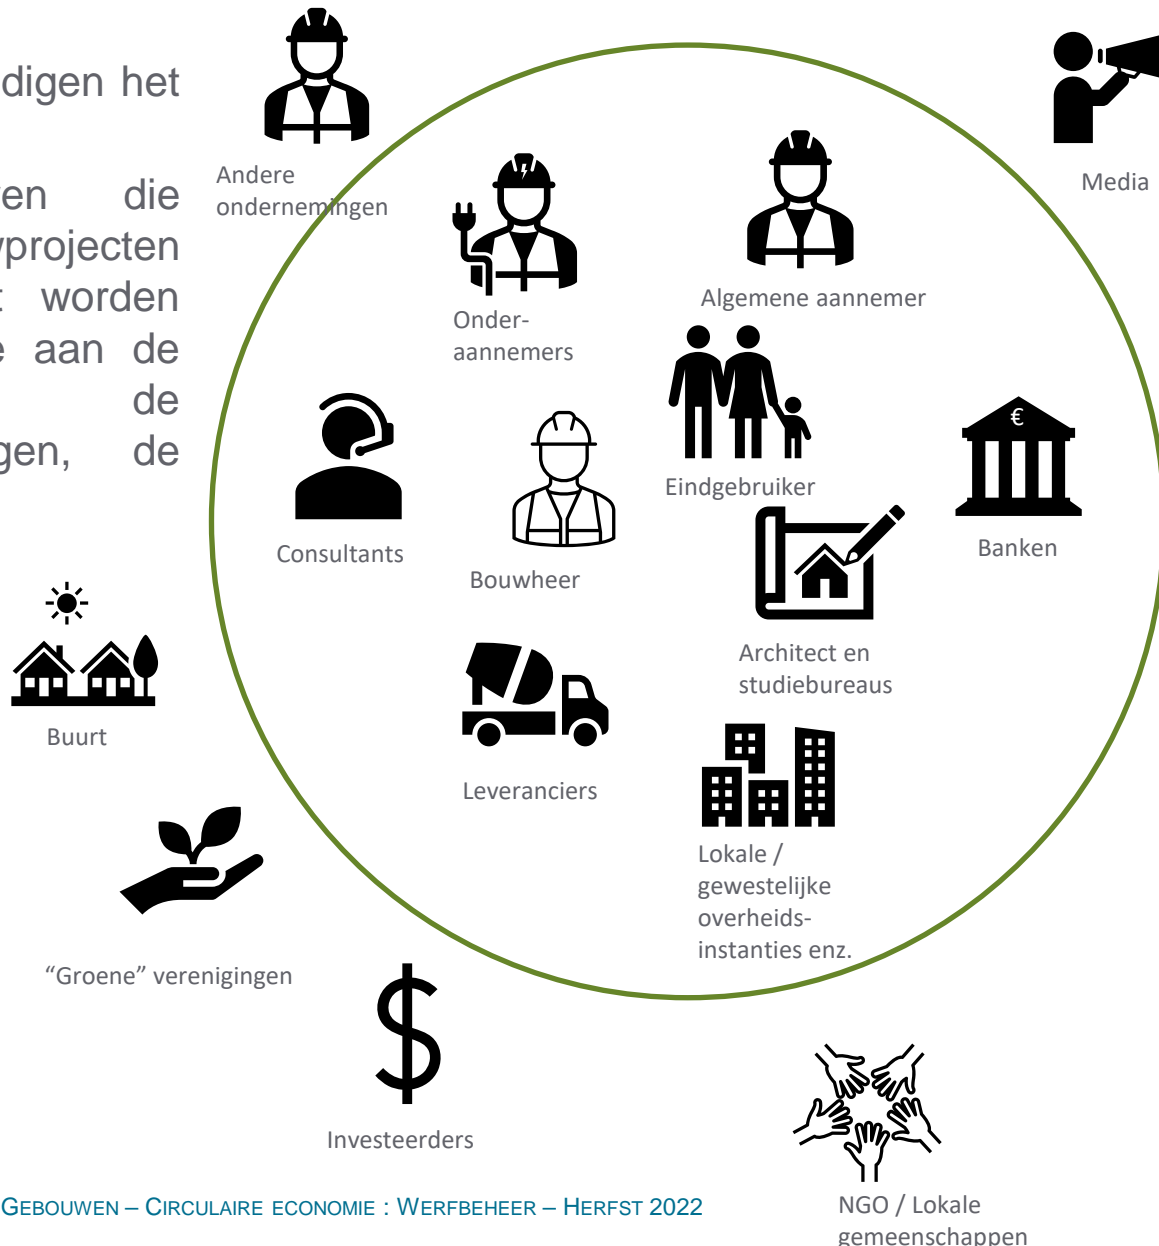 digen het
die
projecten
worden
aan de
de
gen, de
Andere
ondernemingen
Media
Onder-
aannemers
Algemene aannemer
Eindgebruiker
€
Banken
Consultants
Bouwheer
Architect en
studiebureaus
Buurt
Leveranciers
Lokale /
gewestelijke
overheids-
instanties enz.
“Groene” verenigingen
Investeerders
NGO / Lokale
gemeenschappen
GEBOUWEN – CIRCULAIRE ECONOMIE : WERFBEHEER – HERFST 2022